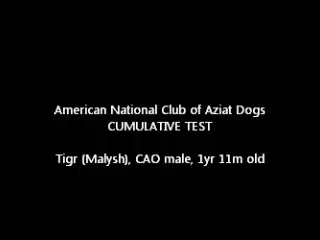 American National Club of Aziat Dogs
CUMULATIVE TEST
Tigr (Malysh), CAO male, 1yr 11m old